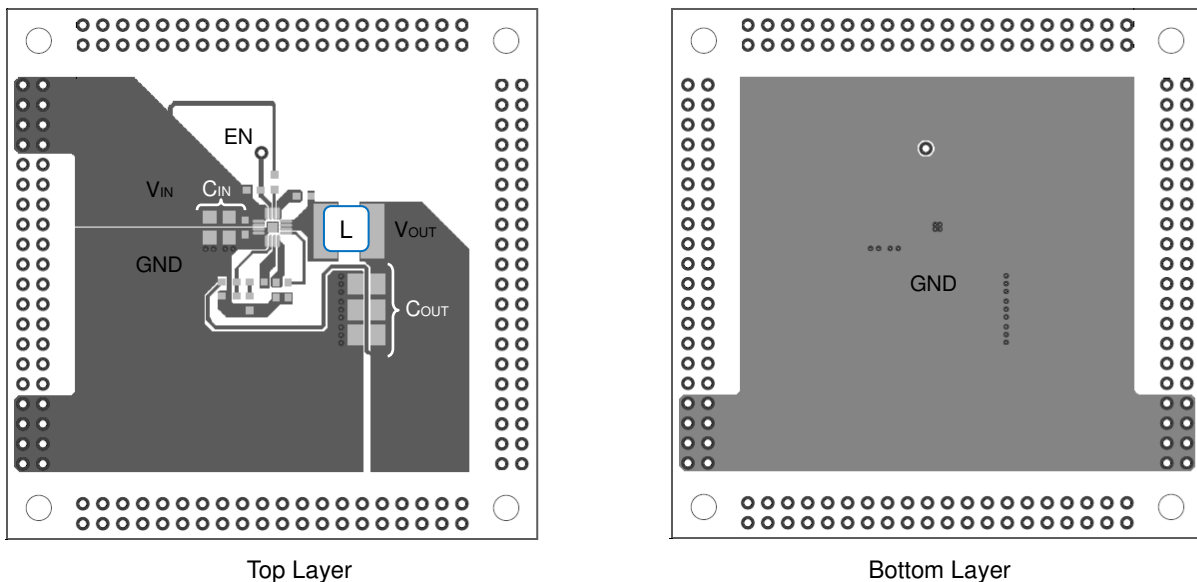 EN
VIN
CIN
L
VOUT
GND
COUT
GND
Top Layer
Bottom Layer